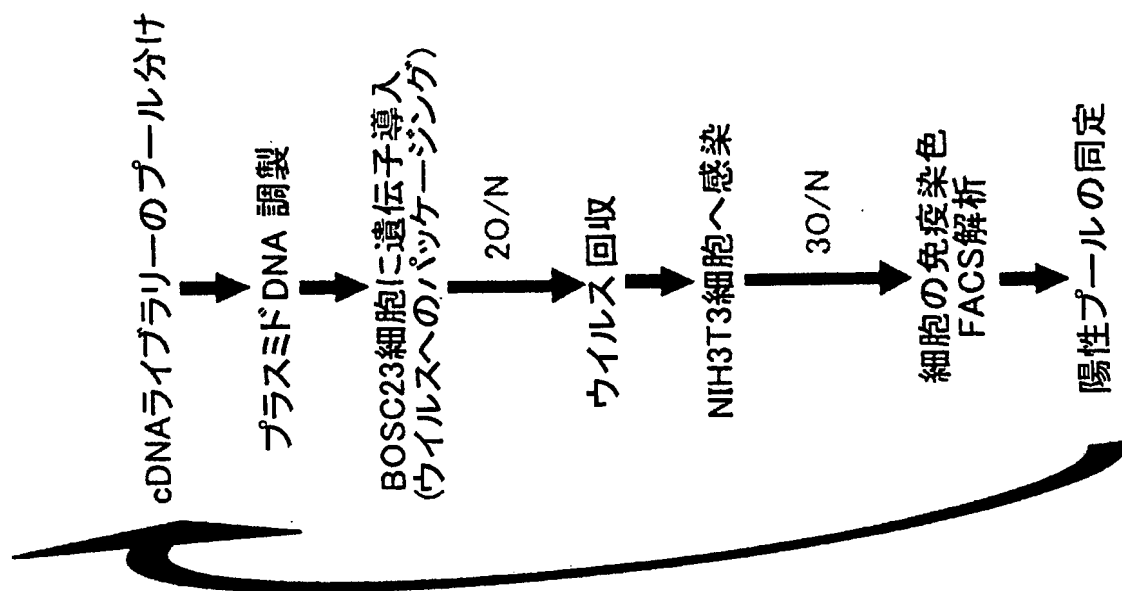 cDNAライブラリーのプール分け
プラスミドDNA 調製
BOSC23細胞に遺伝子導入
(ウイルスへのパッケージング)
2O/N
ウイルス回収
NIH3T3細胞へ感染
3O/N
細胞の免疫染色
FACS解析
陽性プールの同定